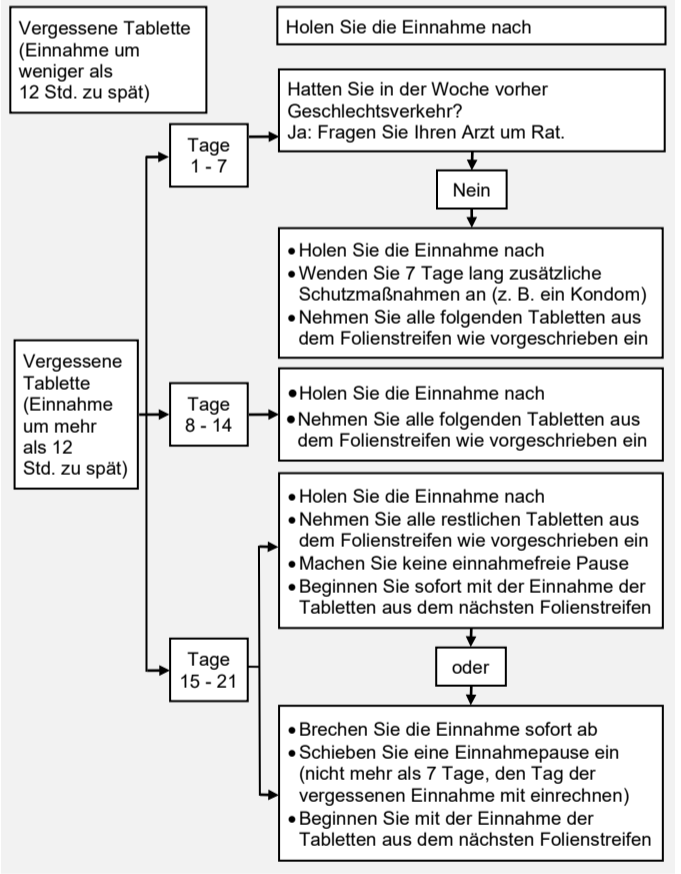 Vergessene Tablette
(Einnahme um
weniger als
12 Std. zu spät)
Holen Sie die Einnahme nach
Hatten Sie in der Woche vorher
Geschlechtsverkehr?
Ja: Fragen Sie Ihren Arzt um Rat.
Tage
1 - 7
Nein
• Holen Sie die Einnahme nach
• Wenden Sie 7 Tage lang zusätzliche
Schutzmaßnahmen an (z. B. ein Kondom)
• Nehmen Sie alle folgenden Tabletten aus
dem Folienstreifen wie vorgeschrieben ein
Vergessene
Tablette
(Einnahme
um mehr
als 12
Std. zu spät)
Tage
8 - 14
• Holen Sie die Einnahme nach
• Nehmen Sie alle folgenden Tabletten aus
dem Folienstreifen wie vorgeschrieben ein
• Holen Sie die Einnahme nach
• Nehmen Sie alle restlichen Tabletten aus
dem Folienstreifen wie vorgeschrieben ein
• Machen Sie keine einnahmefreie Pause
• Beginnen Sie sofort mit der Einnahme der
Tabletten aus dem nächsten Folienstreifen
Tage
15 - 21
oder
• Brechen Sie die Einnahme sofort ab
• Schieben Sie eine Einnahmepause ein
(nicht mehr als 7 Tage, den Tag der
vergessenen Einnahme mit einrechnen)
• Beginnen Sie mit der Einnahme der
Tabletten aus dem nächsten Folienstreifen